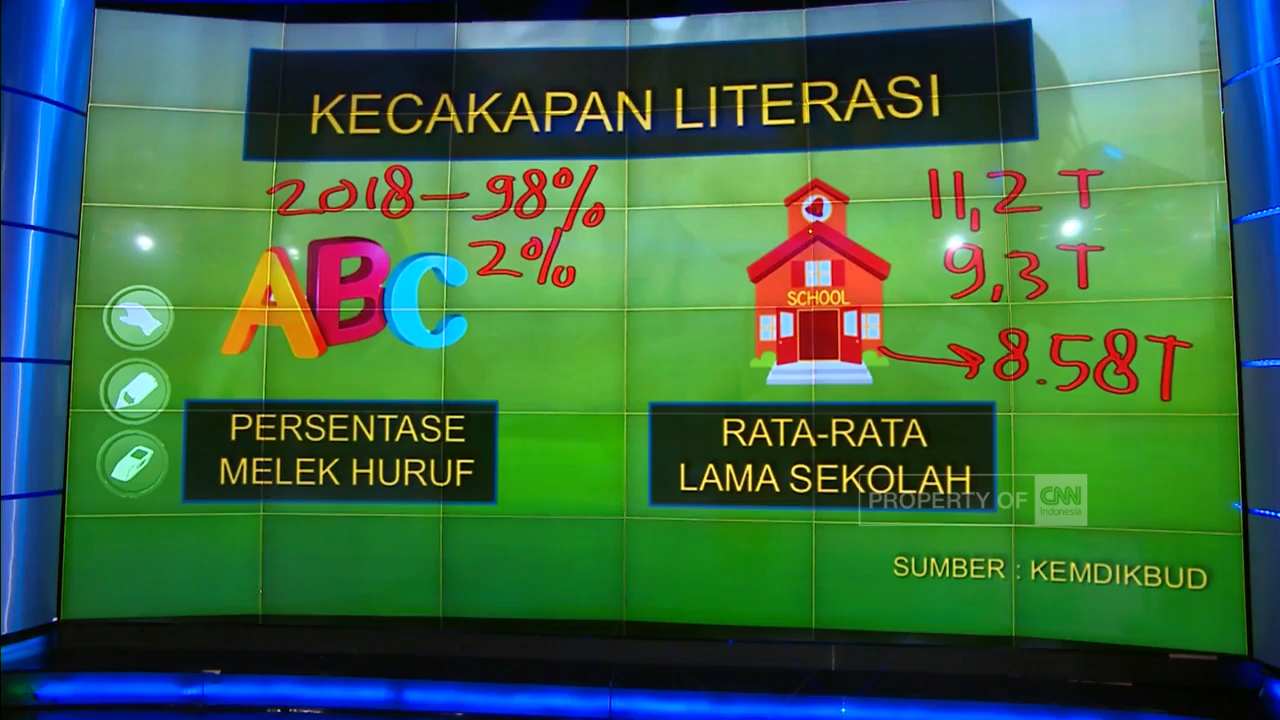 KECAKAPAN LITERASI
2018 - 98%
2%
ABC
PERSENTASE
MELEK HURUF
11,2 T
9,3 T
SCHOOL
8.58T
RATA-RATA
LAMA SEKOLAH
PROPERTY OF CNN
Indonesia
SUMBER : KEMDIKBUD